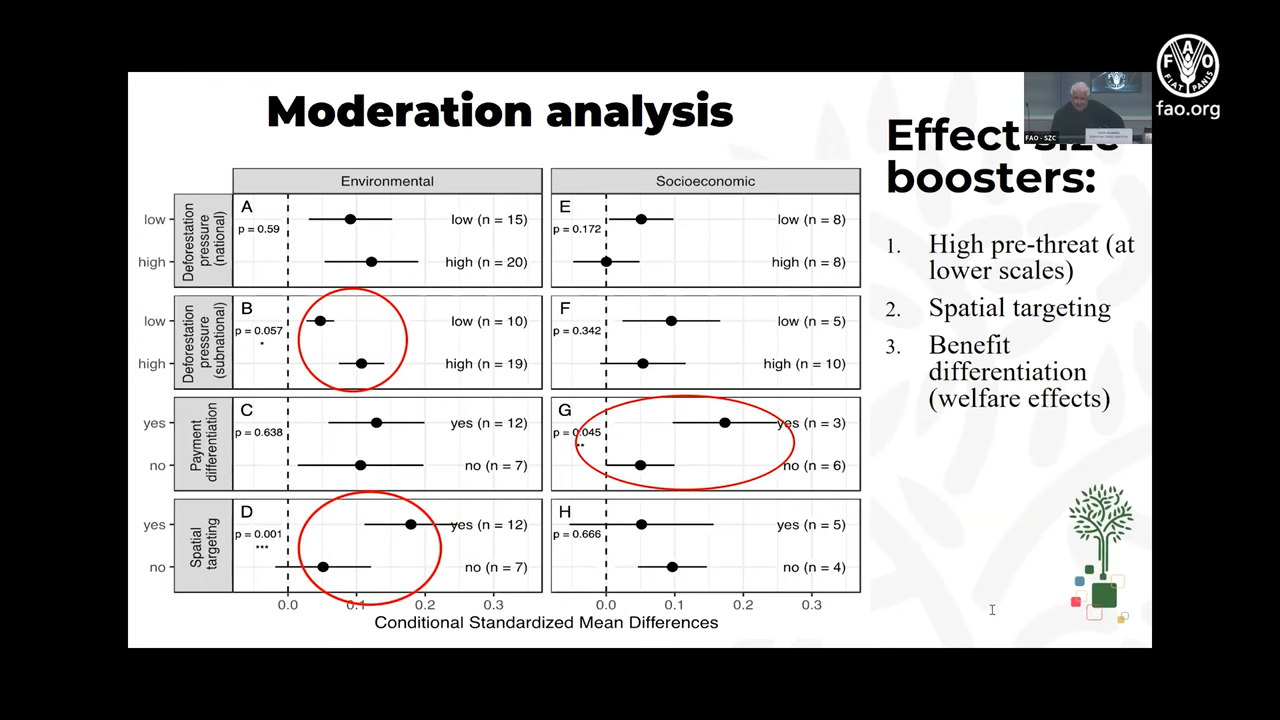 Moderation analysis
FAO
FIAT PANIS
fao.org
FAO - SZC
Effect size
boosters:
1. High pre-threat (at
lower scales)
2. Spatial targeting
3. Benefit
differentiation
(welfare effects)
Environmental
Socioeconomic
Deforestation
pressure
(national)
low
high
A
p = 0.59
low (n = 15)
high (n = 20)
E
p = 0.172
low (n = 8)
high (n = 8)
Deforestation
pressure
(subnational)
low
high
B
p = 0.057
*
low (n = 10)
high (n = 19)
F
p = 0.342
low (n = 5)
high (n = 10)
Payment
differentiation
yes
no
C
p = 0.638
yes (n = 12)
no (n = 7)
G
p = 0.045
**
yes (n = 3)
no (n = 6)
Spatial
targeting
yes
no
D
p = 0.001
***
yes (n = 12)
no (n = 7)
H
p = 0.666
yes (n = 5)
no (n = 4)
0.0 0.1 0.2 0.3
0.0 0.1 0.2 0.3
Conditional Standardized Mean Differences